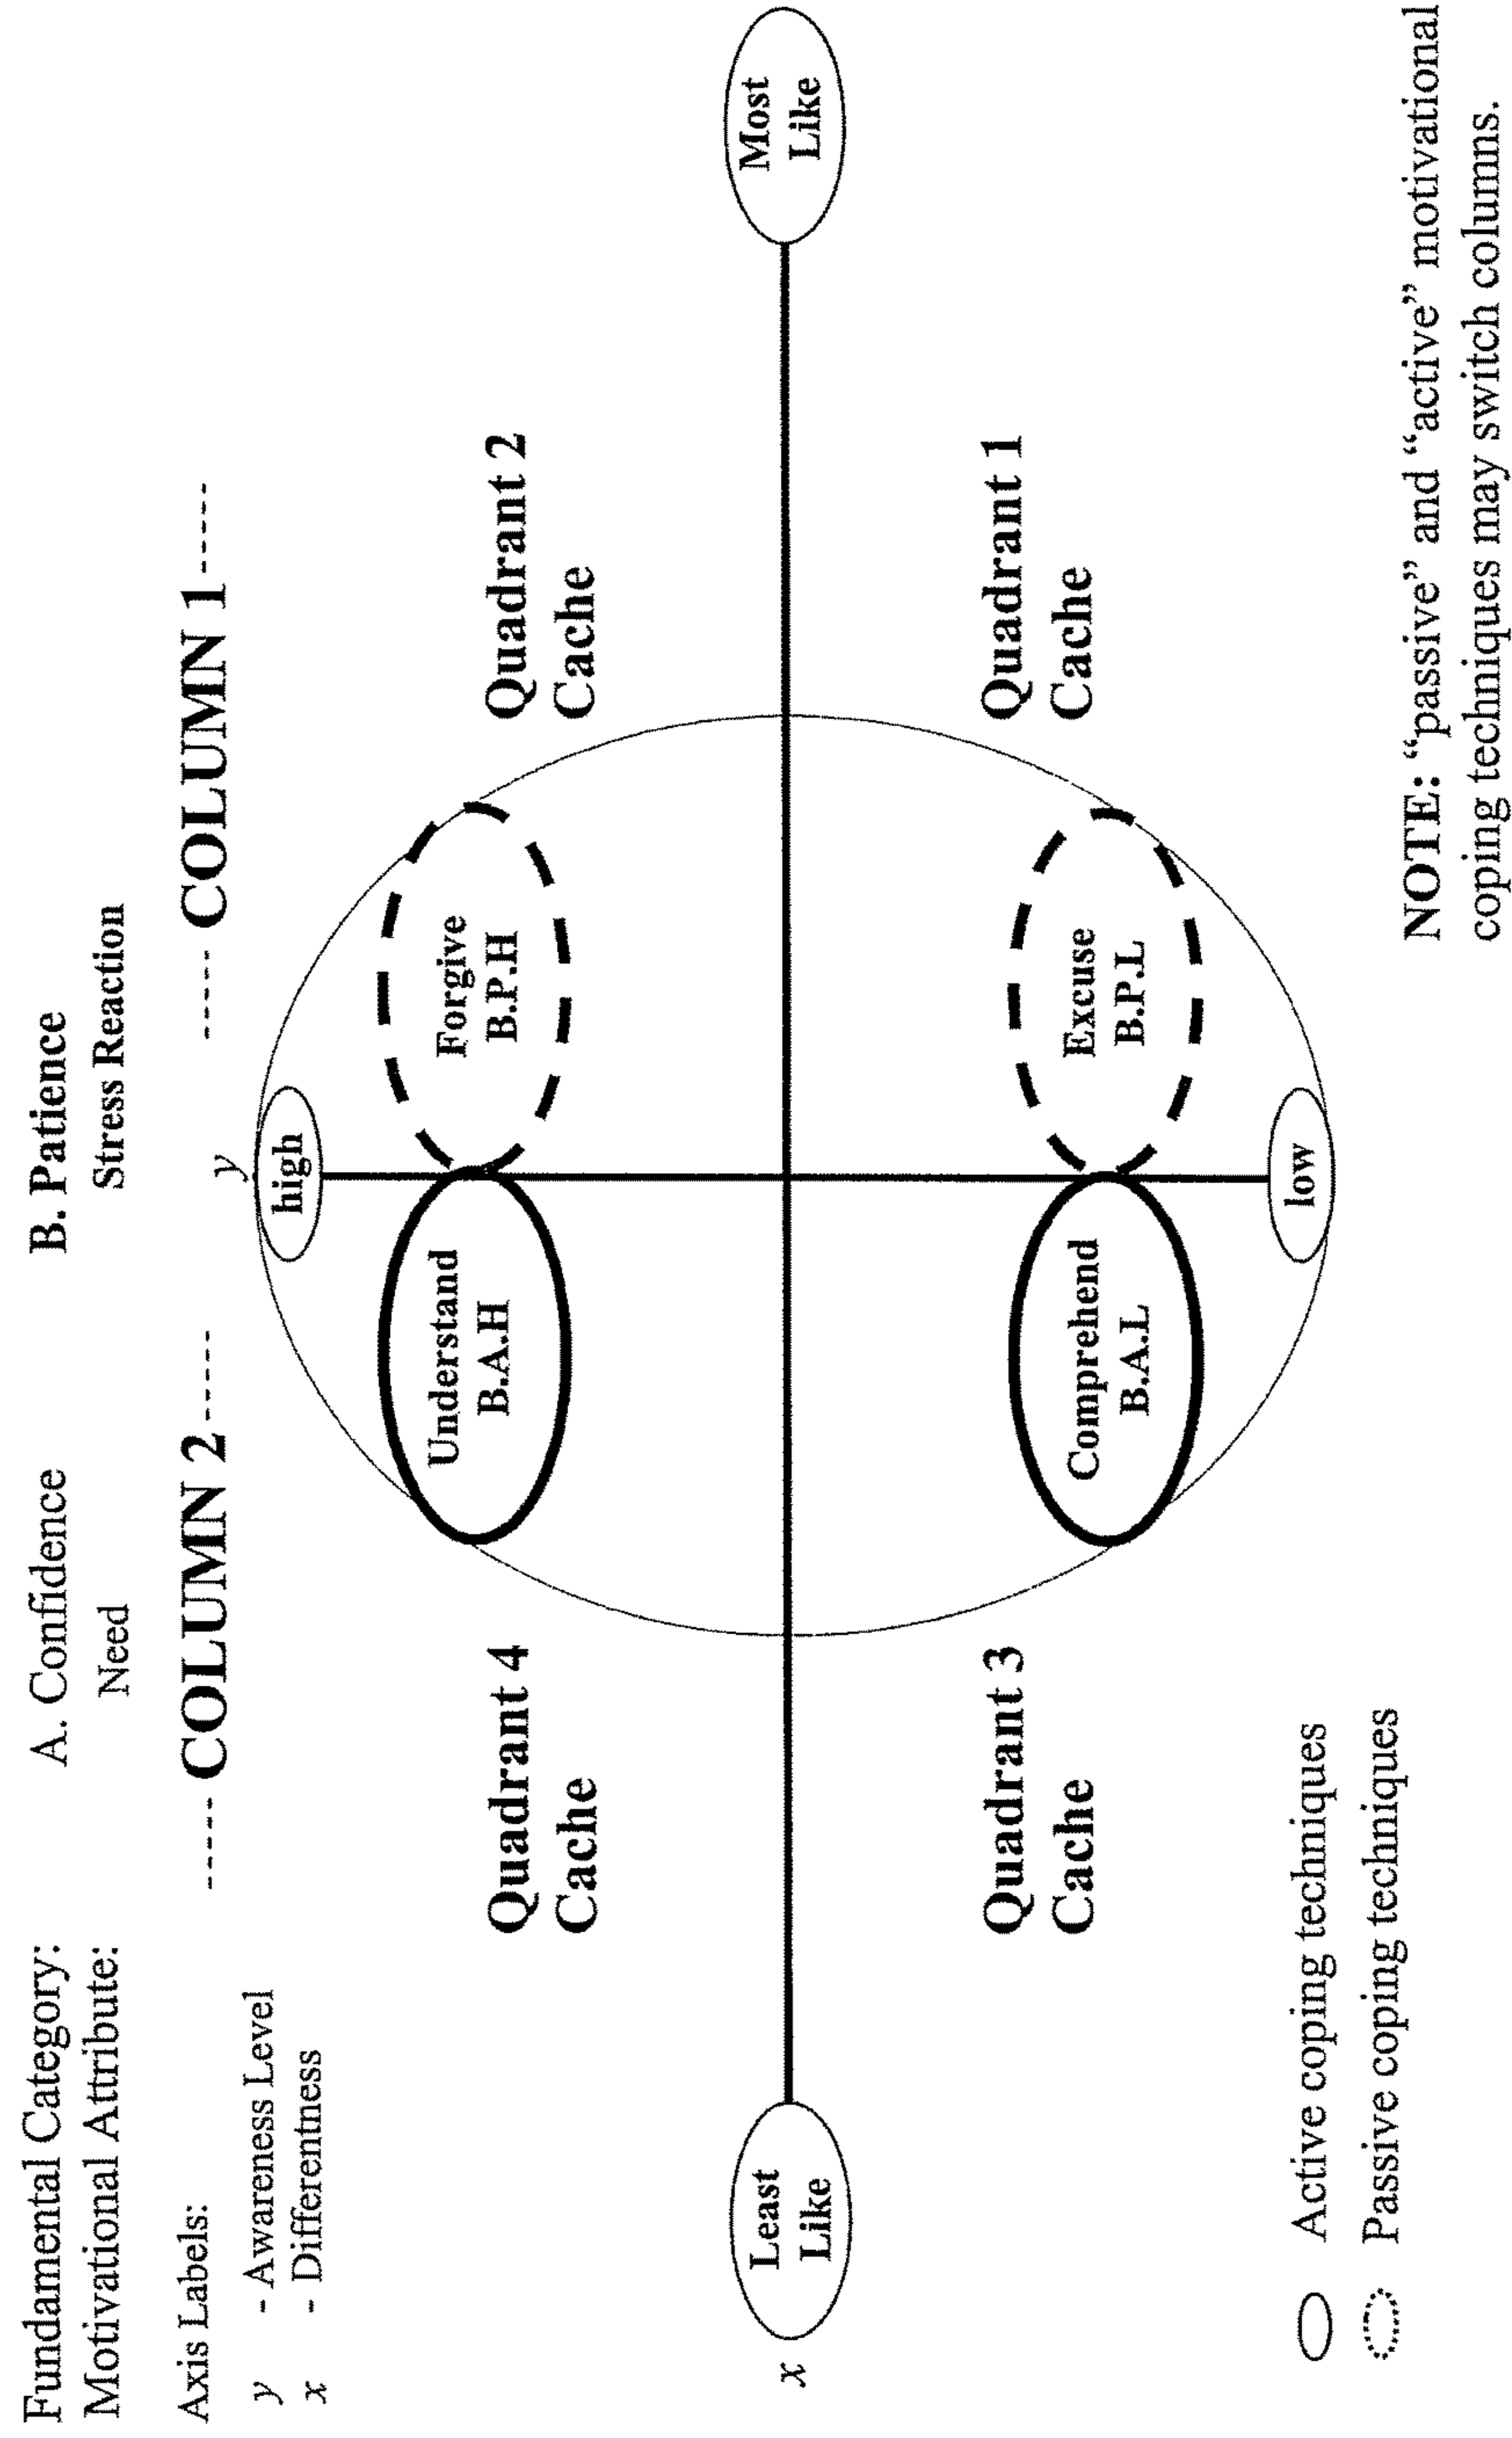 Fundamental Category: A. Confidence B. Patience
Motivational Attribute: Need Stress Reaction
Axis Labels:
y - Awareness Level
x - Differentness
----- COLUMN 2 ----- y ----- COLUMN 1 -----
high
Understand
B.A.H
Forgive
B.P.H
Quadrant 4
Cache
Quadrant 2
Cache
x
Least
Like
Most
Like
Quadrant 3
Cache
Quadrant 1
Cache
Comprehend
B.A.L
Excuse
B.P.L
low
Active coping techniques
Passive coping techniques
NOTE: “passive” and “active” motivational
coping techniques may switch columns.